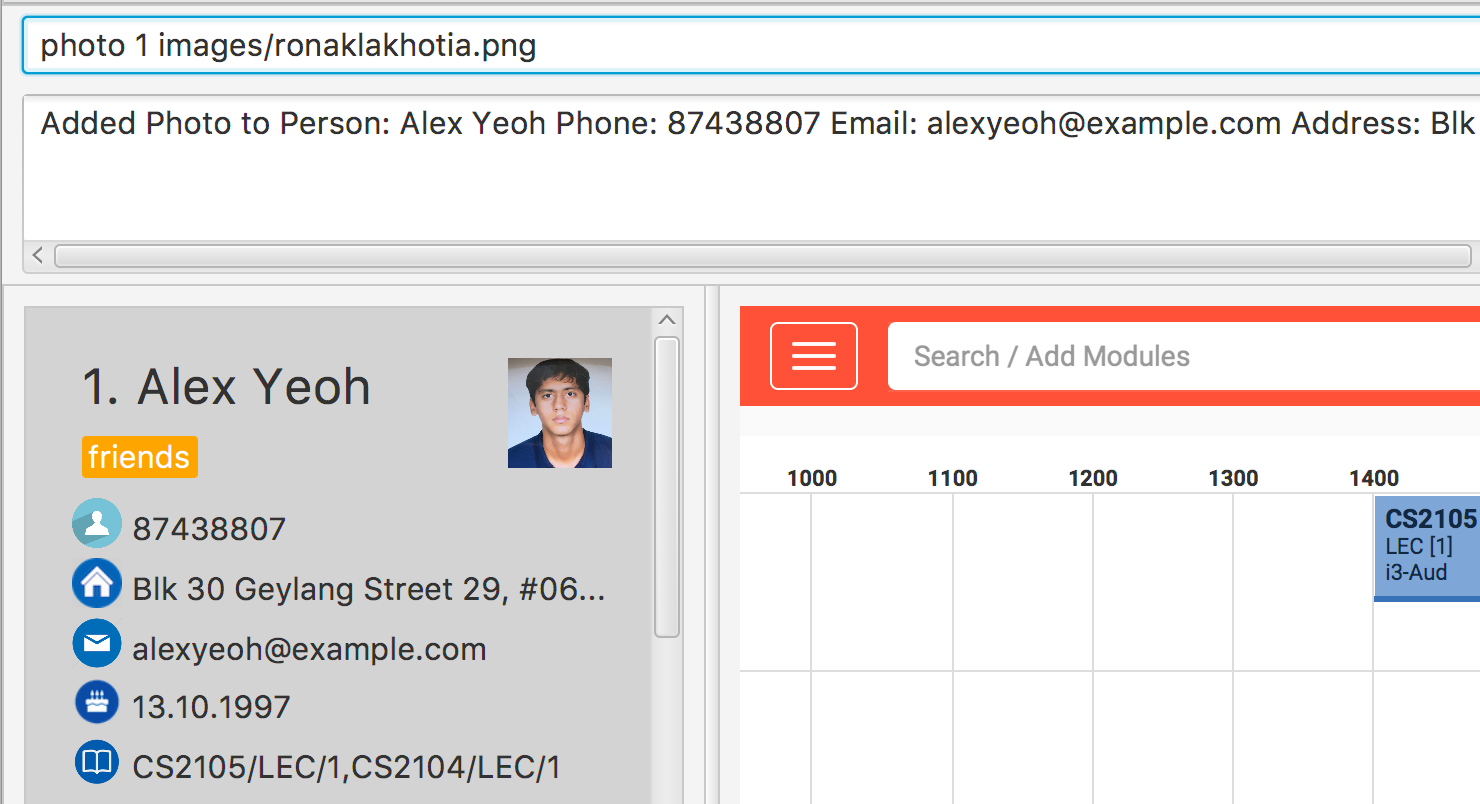 photo 1 images/ronaklakhotia.png
Added Photo to Person: Alex Yeoh Phone: 87438807 Email: alexyeoh@example.com Address: Blk
1. Alex Yeoh
friends
87438807
Blk 30 Geylang Street 29, #06...
alexyeoh@example.com
13.10.1997
CS2105/LEC/1,CS2104/LEC/1
Search / Add Modules
1000 1100 1200 1300 1400
CS2105
LEC [1]
i3-Aud